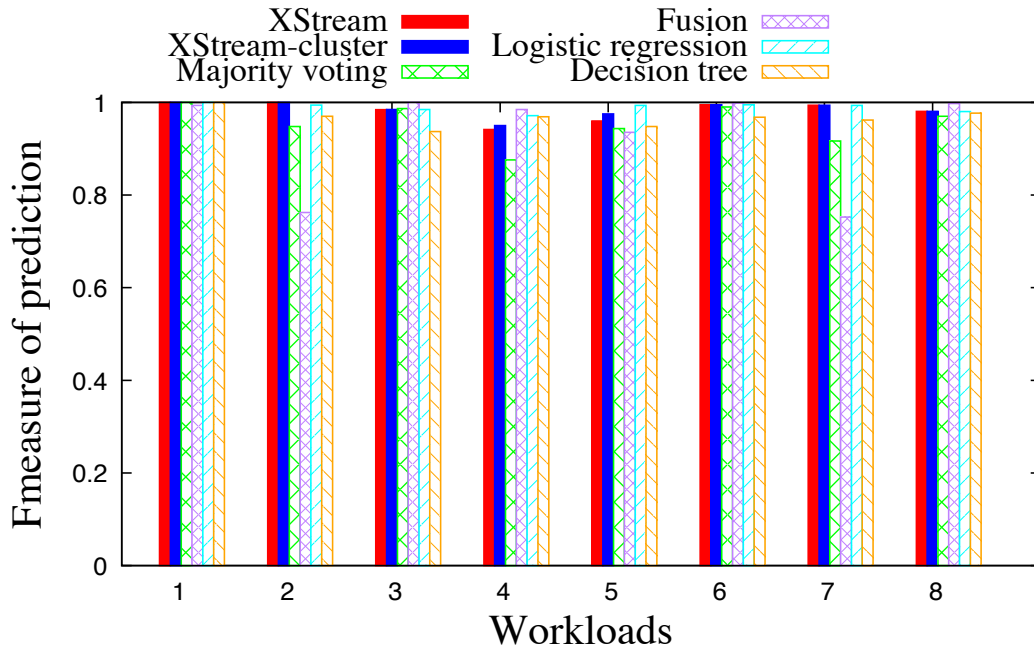 XStream
XStream-cluster
Majority voting
Fusion
Logistic regression
Decision tree
1
0.8
0.6
0.4
0.2
0
Fmeasure of prediction
1 2 3 4 5 6 7 8
Workloads